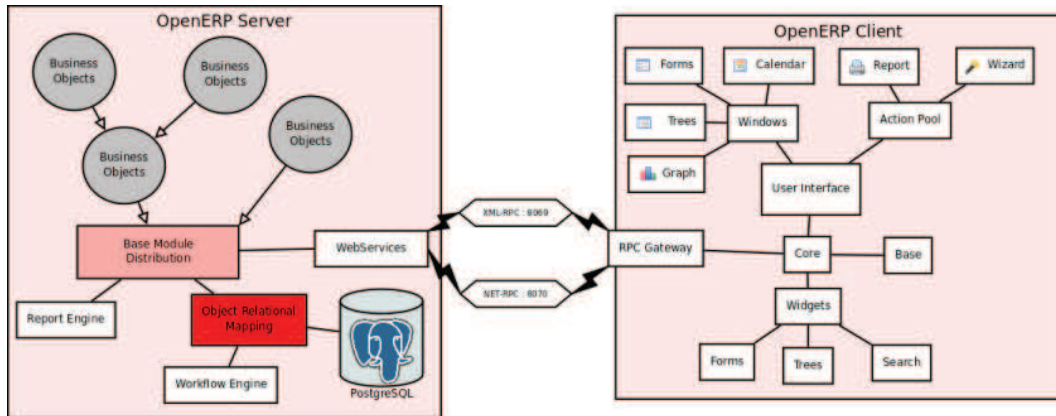 OpenERP Server
Business
Objects
Business
Objects
Business
Objects
Business
Objects
Base Module
Distribution
WebServices
Report Engine
Object Relational
Mapping
Workflow Engine
PostgreSQL
XML-RPC : 8069
NET-RPC : 8070
OpenERP Client
Forms
Calendar
Report
Wizard
Trees
Windows
Action Pool
Graph
User Interface
RPC Gateway
Core
Base
Widgets
Forms
Trees
Search